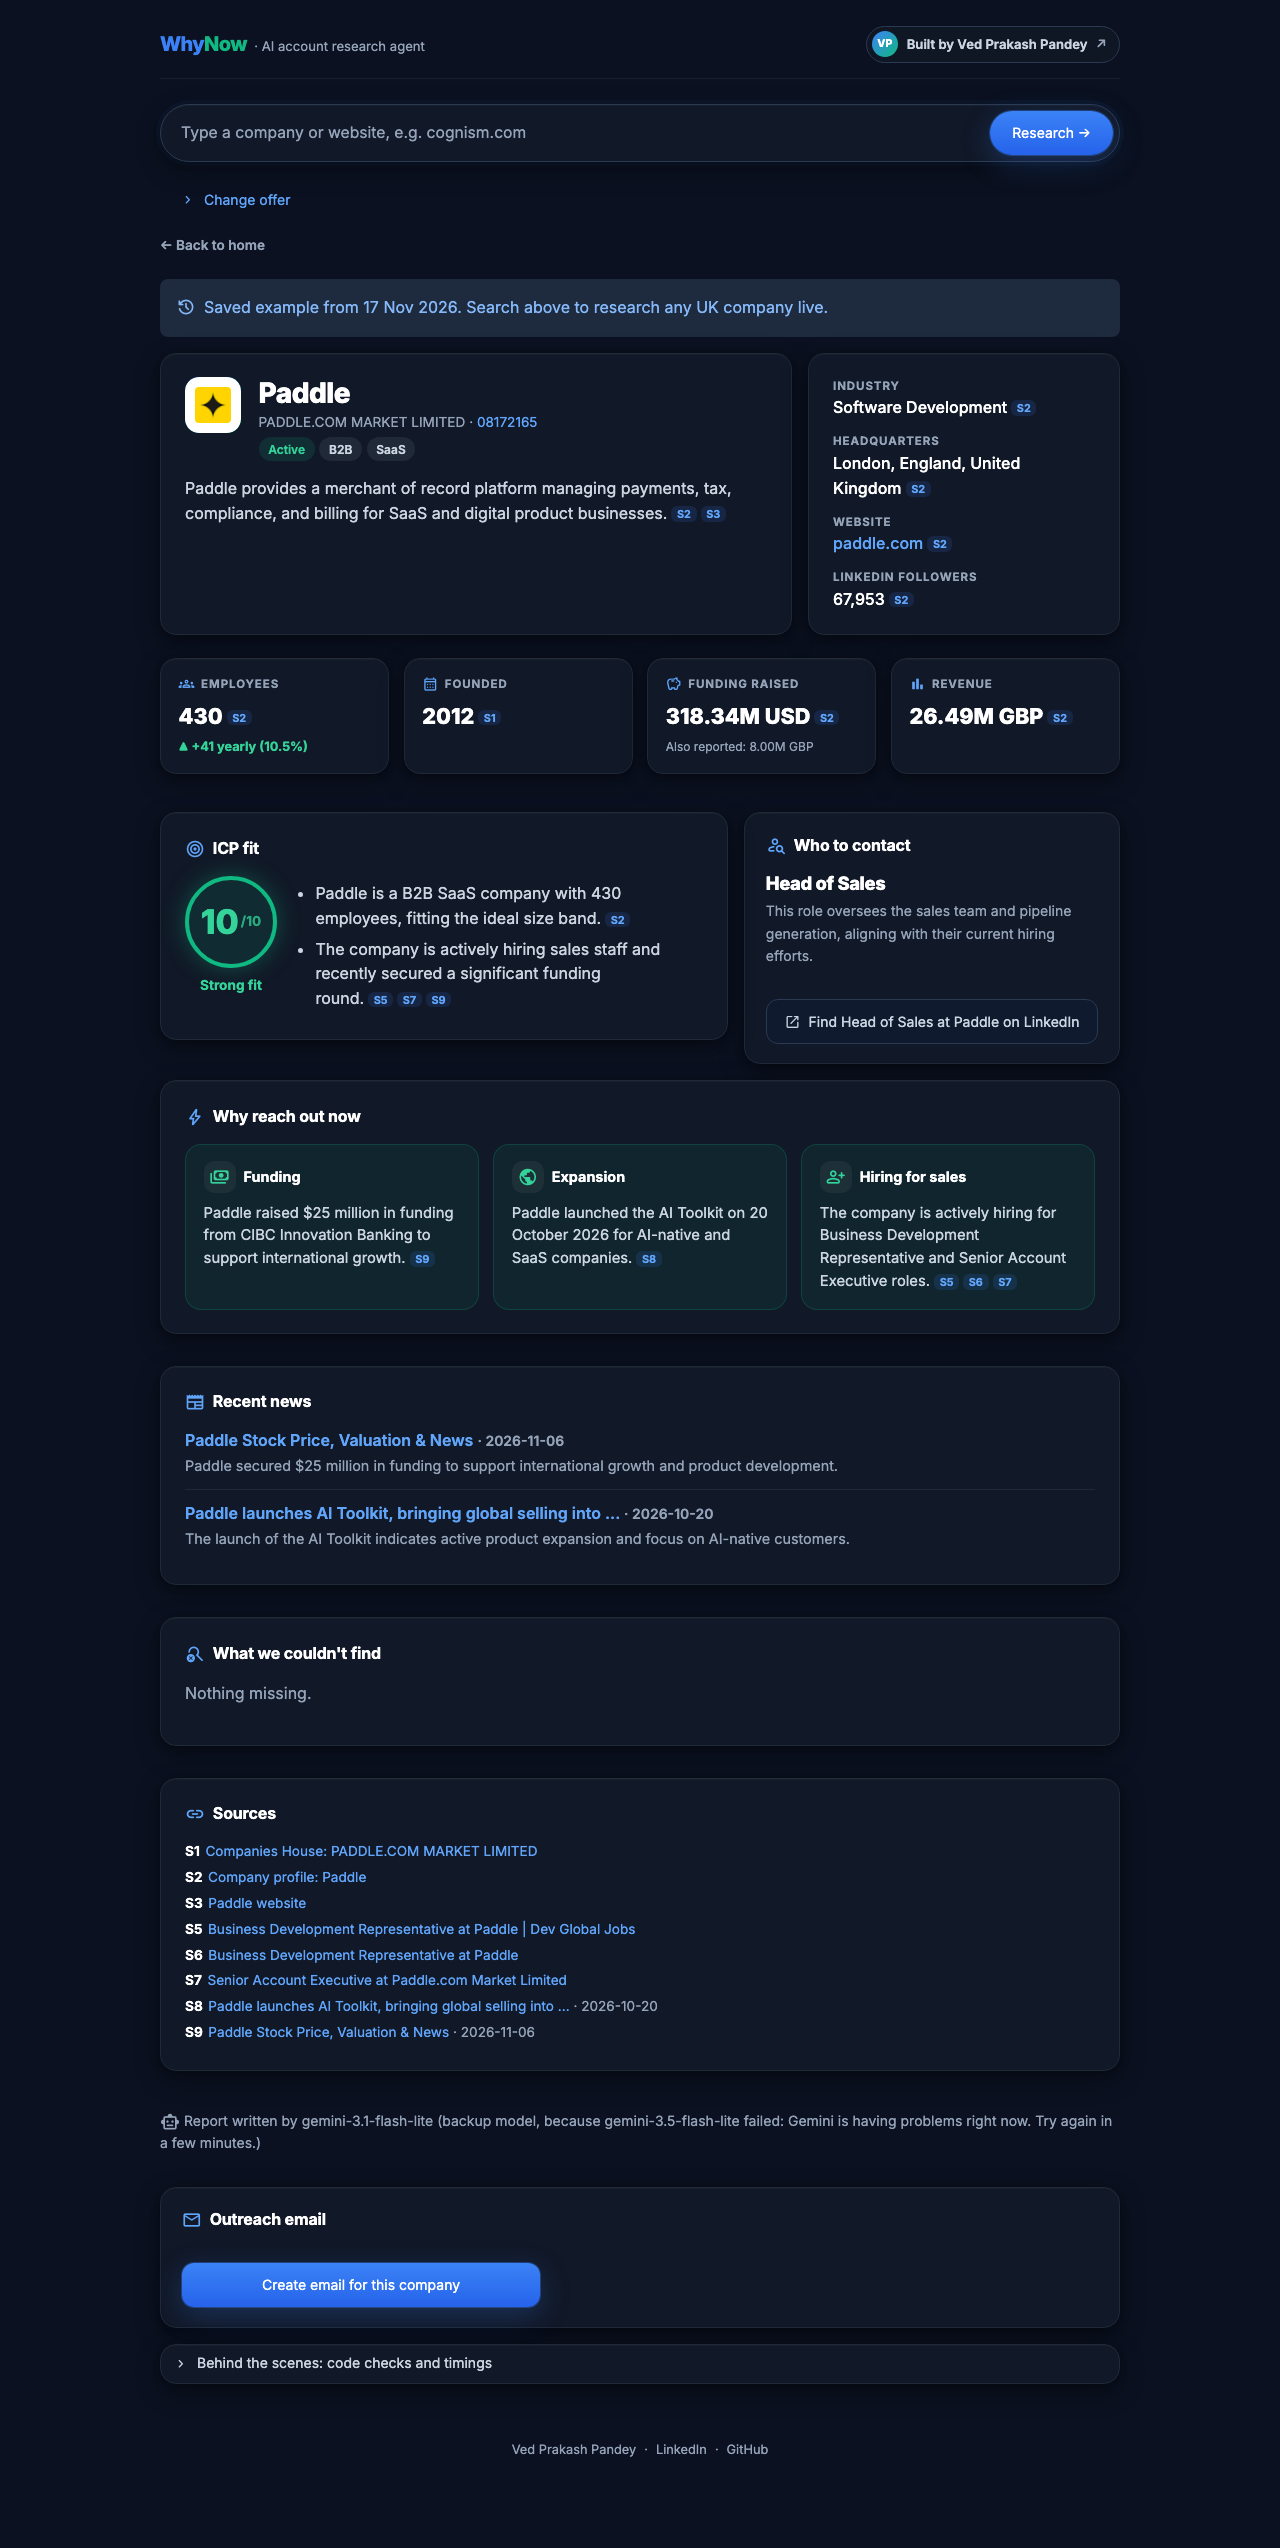 WhyNow · AI account research agent
VP Built by Ved Prakash Pandey ↗
Type a company or website, e.g. cognism.com
Research →
Change offer
← Back to home
Saved example from 17 Nov 2026. Search above to research any UK company live.
Paddle
PADDLE.COM MARKET LIMITED · 08172165
Active B2B SaaS
Paddle provides a merchant of record platform managing payments, tax,
compliance, and billing for SaaS and digital product businesses. S2 S3
INDUSTRY
Software Development S2
HEADQUARTERS
London, England, United
Kingdom S2
WEBSITE
paddle.com S2
LINKEDIN FOLLOWERS
67,953 S2
EMPLOYEES
430 S2
▲ +41 yearly (10.5%)
FOUNDED
2012 S1
FUNDING RAISED
318.34M USD S2
Also reported: 8.00M GBP
REVENUE
26.49M GBP S2
ICP fit
10/10
Strong fit
• Paddle is a B2B SaaS company with 430
employees, fitting the ideal size band. S2
• The company is actively hiring sales staff and
recently secured a significant funding
round. S5 S7 S9
Who to contact
Head of Sales
This role oversees the sales team and pipeline
generation, aligning with their current hiring
efforts.
Find Head of Sales at Paddle on LinkedIn
Why reach out now
Funding
Paddle raised $25 million in funding
from CIBC Innovation Banking to
support international growth. S9
Expansion
Paddle launched the AI Toolkit on 20
October 2026 for AI-native and
SaaS companies. S8
Hiring for sales
The company is actively hiring for
Business Development
Representative and Senior Account
Executive roles. S5 S6 S7
Recent news
Paddle Stock Price, Valuation & News · 2026-11-06
Paddle secured $25 million in funding to support international growth and product development.
Paddle launches AI Toolkit, bringing global selling into ... · 2026-10-20
The launch of the AI Toolkit indicates active product expansion and focus on AI-native customers.
What we couldn't find
Nothing missing.
Sources
S1 Companies House: PADDLE.COM MARKET LIMITED
S2 Company profile: Paddle
S3 Paddle website
S5 Business Development Representative at Paddle | Dev Global Jobs
S6 Business Development Representative at Paddle
S7 Senior Account Executive at Paddle.com Market Limited
S8 Paddle launches AI Toolkit, bringing global selling into ... · 2026-10-20
S9 Paddle Stock Price, Valuation & News · 2026-11-06
Report written by gemini-3.1-flash-lite (backup model, because gemini-3.5-flash-lite failed: Gemini is having problems right now. Try again in
a few minutes.)
Outreach email
Create email for this company
Behind the scenes: code checks and timings
Ved Prakash Pandey · LinkedIn · GitHub